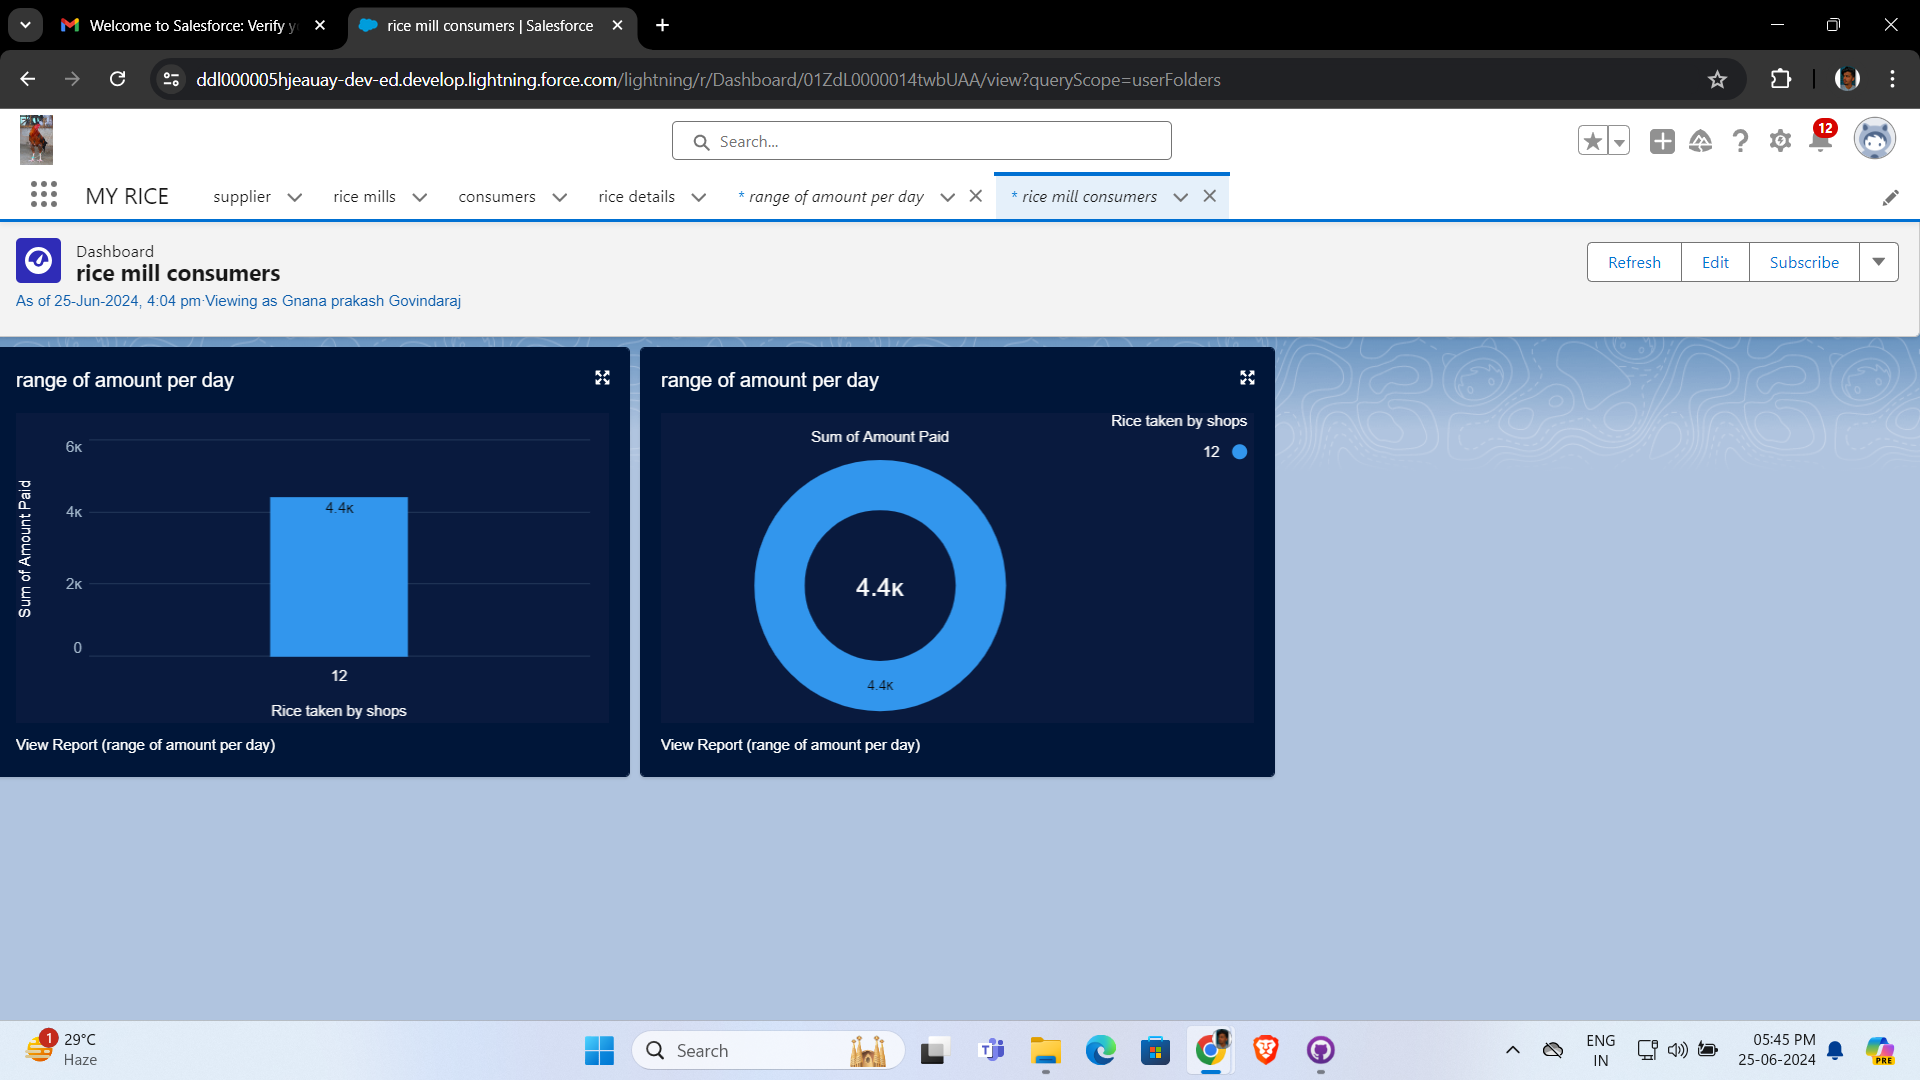 Welcome to Salesforce: Verify y
rice mill consumers | Salesforce
ddl000005hjeauay-dev-ed.develop.lightning.force.com/lightning/r/Dashboard/01ZdL0000014twbUAA/view?queryScope=userFolders
Search...
12
MY RICE
supplier
rice mills
consumers
rice details
* range of amount per day
* rice mill consumers
Dashboard
rice mill consumers
As of 25-Jun-2024, 4:04 pm·Viewing as Gnana prakash Govindaraj
Refresh
Edit
Subscribe
range of amount per day
Sum of Amount Paid
6K
4K
2K
0
4.4K
12
Rice taken by shops
View Report (range of amount per day)
range of amount per day
Rice taken by shops
12
Sum of Amount Paid
4.4K
4.4K
View Report (range of amount per day)
1
29°C
Haze
Search
ENG
IN
05:45 PM
25-06-2024
PRE